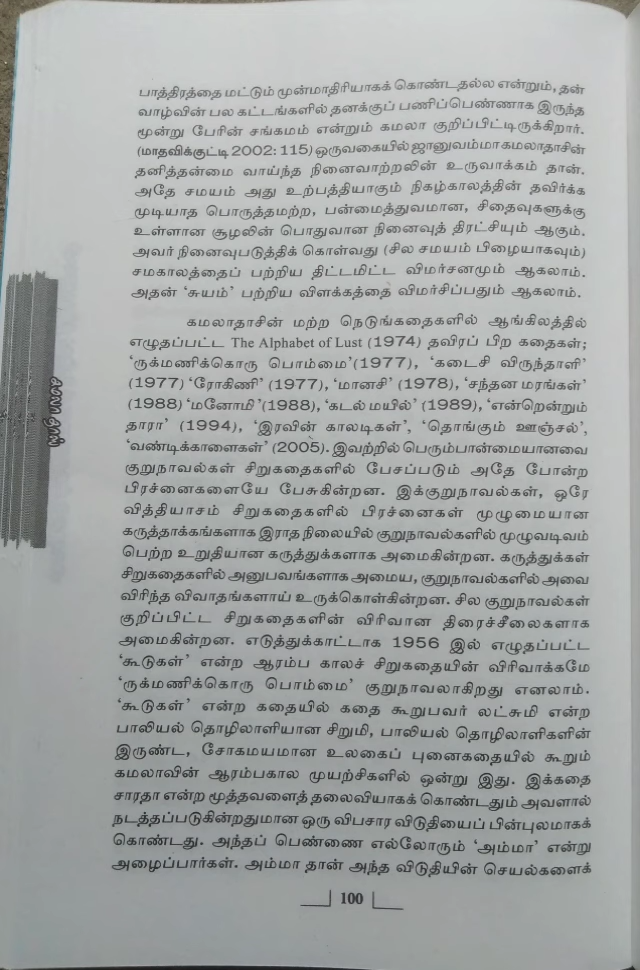 பாத்திரத்தை மட்டும் முன்மாதிரியாகக் கொண்டதல்ல என்றும், தன்
வாழ்வின் பல கட்டங்களில் தனக்குப் பணிப்பெண்ணாக இருந்த
மூன்று பேரின் சங்கமம் என்றும் கமலா குறிப்பிட்டிருக்கிறார்.
(மாதவிக்குட்டி 2002: 115) ஒருவகையில் ஜானுவம்மா கமலாதாசின்
தனித்தன்மை வாய்ந்த நினைவாற்றலின் உருவாக்கம் தான்.
அதே சமயம் அது உற்பத்தியாகும் நிகழ்காலத்தின் தவிர்க்க
முடியாத பொருத்தமற்ற, பன்மைத்துவமான, சிதைவுகளுக்கு
உள்ளான சூழலின் பொதுவான நினைவுத் திரட்சியும் ஆகும்.
அவர் நினைவுபடுத்திக் கொள்வது (சில சமயம் பிழையாகவும்)
சமகாலத்தைப் பற்றிய திட்டமிட்ட விமர்சனமும் ஆகலாம்.
அதன் ‘சுயம்’ பற்றிய விளக்கத்தை விமர்சிப்பதும் ஆகலாம்.
கமலாதாசின் மற்ற நெடுங்கதைகளில் ஆங்கிலத்தில்
எழுதப்பட்ட The Alphabet of Lust (1974) தவிரப் பிற கதைகள்;
‘ருக்மணிக்கொரு பொம்மை’(1977), ‘கடைசி விருந்தாளி’
(1977) ‘ரோகிணி’ (1977), ‘மானசி’ (1978), ‘சந்தன மரங்கள்’
(1988) ‘மனோமி’ (1988), ‘கடல் மயில்’ (1989), ‘என்றென்றும்
தாரா’ (1994), ‘இரவின் காலடிகள்’, ‘தொங்கும் ஊஞ்சல்’,
‘வண்டிக்காளைகள்’ (2005). இவற்றில் பெரும்பான்மையானவை
குறுநாவல்கள் சிறுகதைகளில் பேசப்படும் அதே போன்ற
பிரச்னைகளையே பேசுகின்றன. இக்குறுநாவல்கள், ஒரே
வித்தியாசம் சிறுகதைகளில் பிரச்னைகள் முழுமையான
கருத்தாக்கங்களாக இராத நிலையில் குறுநாவல்களில் முழுவடிவம்
பெற்ற உறுதியான கருத்துக்களாக அமைகின்றன. கருத்துக்கள்
சிறுகதைகளில் அனுபவங்களாக அமைய, குறுநாவல்களில் அவை
விரிந்த விவாதங்களாய் உருக்கொள்கின்றன. சில குறுநாவல்கள்
குறிப்பிட்ட சிறுகதைகளின் விரிவான திரைச்சீலைகளாக
அமைகின்றன. எடுத்துக்காட்டாக 1956 இல் எழுதப்பட்ட
‘கூடுகள்’ என்ற ஆரம்ப காலச் சிறுகதையின் விரிவாக்கமே
‘ருக்மணிக்கொரு பொம்மை’ குறுநாவலாகிறது எனலாம்.
‘கூடுகள்’ என்ற கதையில் கதை கூறுபவர் லட்சுமி என்ற
பாலியல் தொழிலாளியான சிறுமி, பாலியல் தொழிலாளிகளின்
இருண்ட, சோகமயமான உலகைப் புனைகதையில் கூறும்
கமலாவின் ஆரம்பகால முயற்சிகளில் ஒன்று இது. இக்கதை
சாரதா என்ற மூத்தவளைத் தலைவியாகக் கொண்டதும் அவளால்
நடத்தப்படுகின்றதுமான ஒரு விபசார விடுதியைப் பின்புலமாகக்
கொண்டது. அந்தப் பெண்ணை எல்லோரும் ‘அம்மா’ என்று
அழைப்பார்கள். அம்மா தான் அந்த விடுதியின் செயல்களைக்
100
கமலா தாஸ்